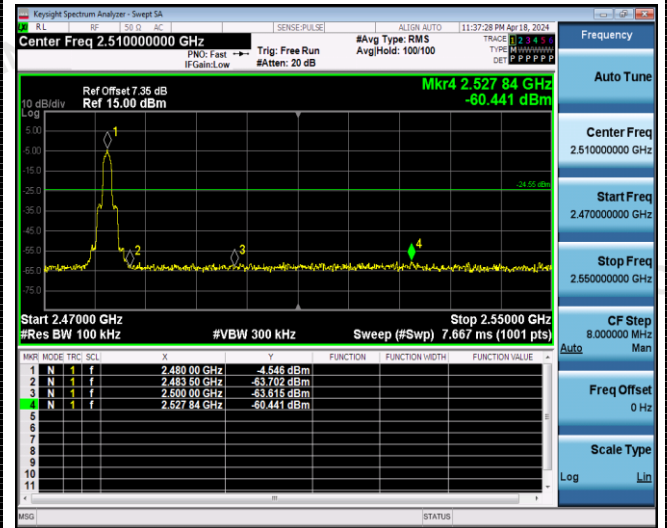 Keysight Spectrum Analyzer - Swept SA
RL RF 50 Ω AC SENSE:PULSE ALIGN AUTO 11:37:28 PM Apr 18, 2024
Center Freq 2.510000000 GHz
PNO: Fast
IFGain:Low
Trig: Free Run
#Atten: 20 dB
#Avg Type: RMS
Avg|Hold: 100/100
TRACE 1 2 3 4 5 6
TYPE M WWWWW
DET P P P P P P
Frequency
Auto Tune
Center Freq
2.510000000 GHz
Start Freq
2.470000000 GHz
Stop Freq
2.550000000 GHz
CF Step
8.000000 MHz
Auto Man
Freq Offset
0 Hz
Scale Type
Log Lin
Mkr4 2.527 84 GHz
-60.441 dBm
Ref Offset 7.35 dB
10 dB/div Ref 15.00 dBm
Log
5.00
-5.00
-15.0
-25.0
-35.0
-45.0
-55.0
-65.0
-75.0
-24.55 dBm
1
2
3
4
Start 2.47000 GHz Stop 2.55000 GHz
#Res BW 100 kHz #VBW 300 kHz Sweep (#Swp) 7.667 ms (1001 pts)
MKR MODE TRC SCL X Y FUNCTION FUNCTION WIDTH FUNCTION VALUE
1 N 1 f 2.480 00 GHz -4.546 dBm
2 N 1 f 2.483 50 GHz -63.702 dBm
3 N 1 f 2.500 00 GHz -63.615 dBm
4 N 1 f 2.527 84 GHz -60.441 dBm
5
6
7
8
9
10
11
MSG STATUS